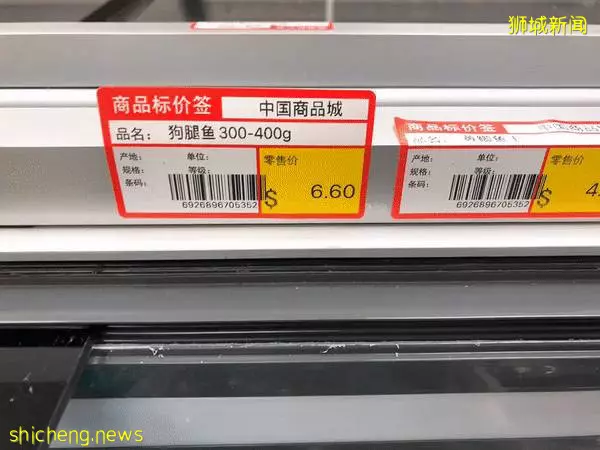 狮城新闻
商品标价签 中国商品城
品名: 狗腿鱼 300-400g
产地: 单位: 零售价
规格: 等级:
条码:
6926896705352
$ 6.60
商品标价签
产地: 单位: 零售价
规格: 等级:
条码:
6926896705352
$ 4
shicheng.news